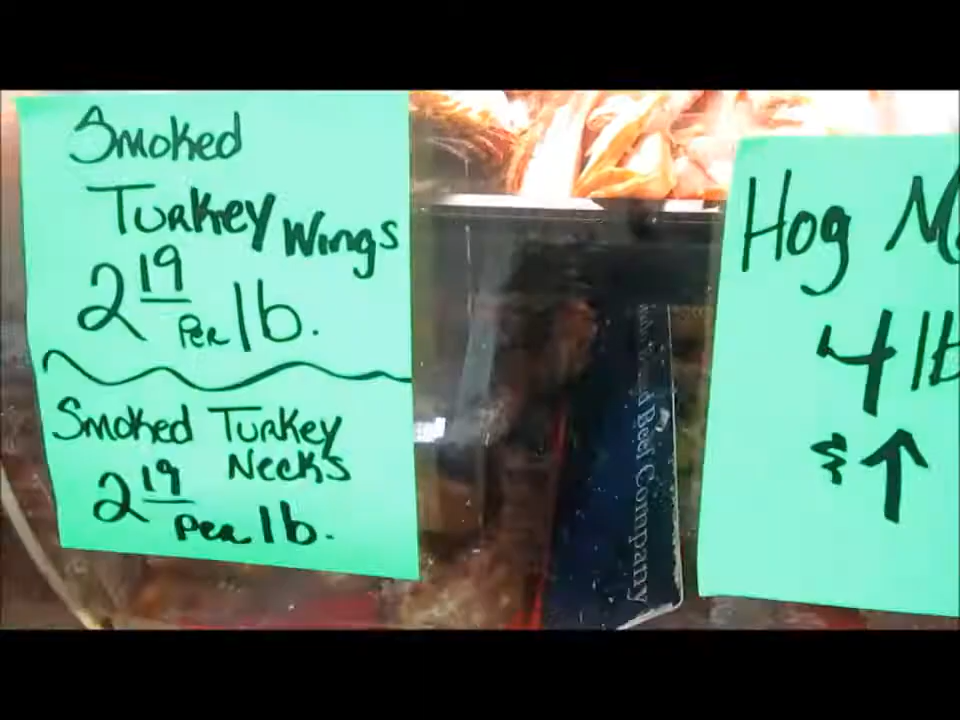 Smoked
Turkey Wings
2 19 Per lb.
Smoked Turkey
Necks
2 19 Per lb.
Beef Company
Hog
4 lb
& ↑